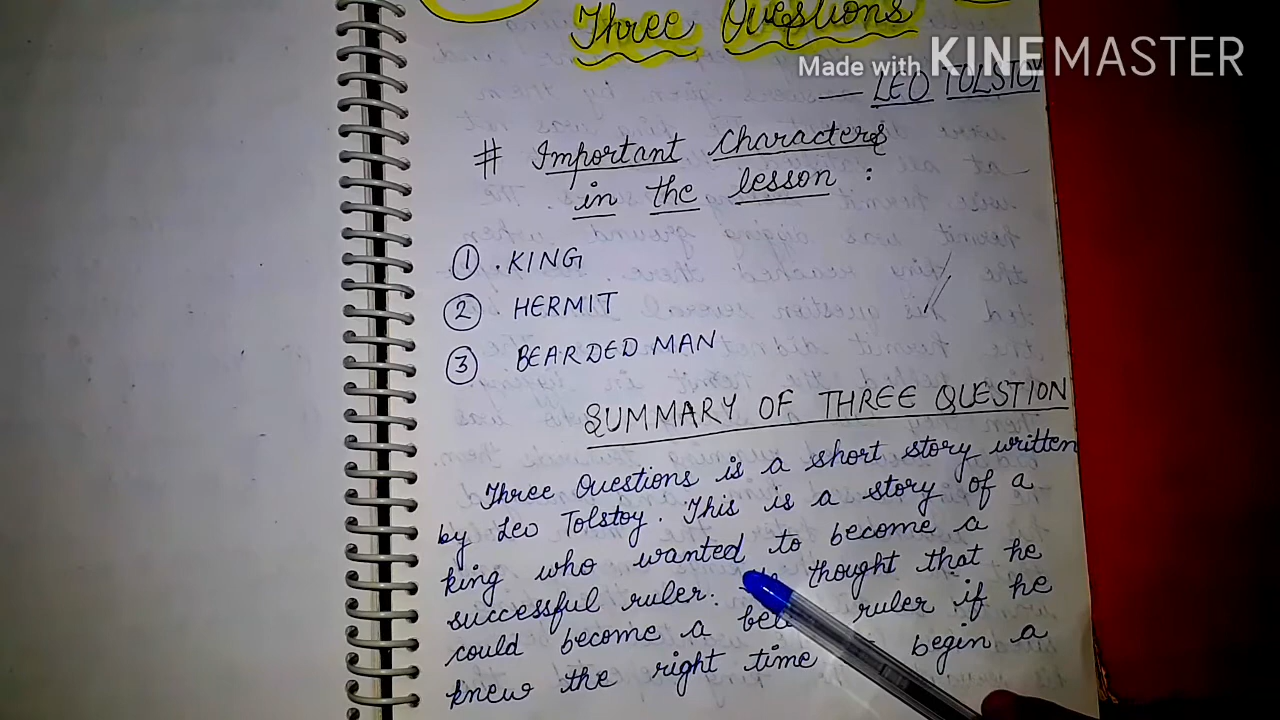 Three Questions
Made with KINEMASTER
— LEO TOLSTOY
# Important Characters
in the lesson :
1 . KING
2 HERMIT
3 BEARDED MAN
SUMMARY OF THREE QUESTION
Three Questions is a short story written
by Leo Tolstoy. This is a story of a
king who wanted to become a
successful ruler. thought that he
could become a ruler if he
knew the right time begin a